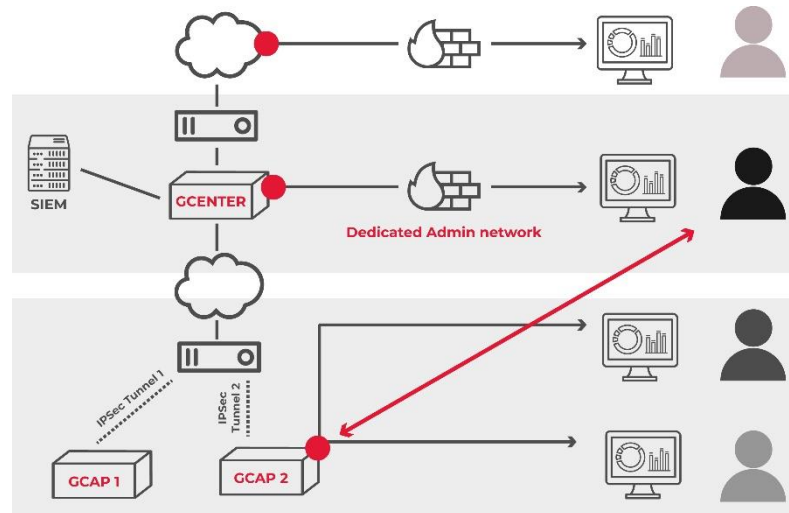 SIEM
GCENTER
Dedicated Admin network
IPSec Tunnel 1
IPSec
Tunnel 2
GCAP 1
GCAP 2